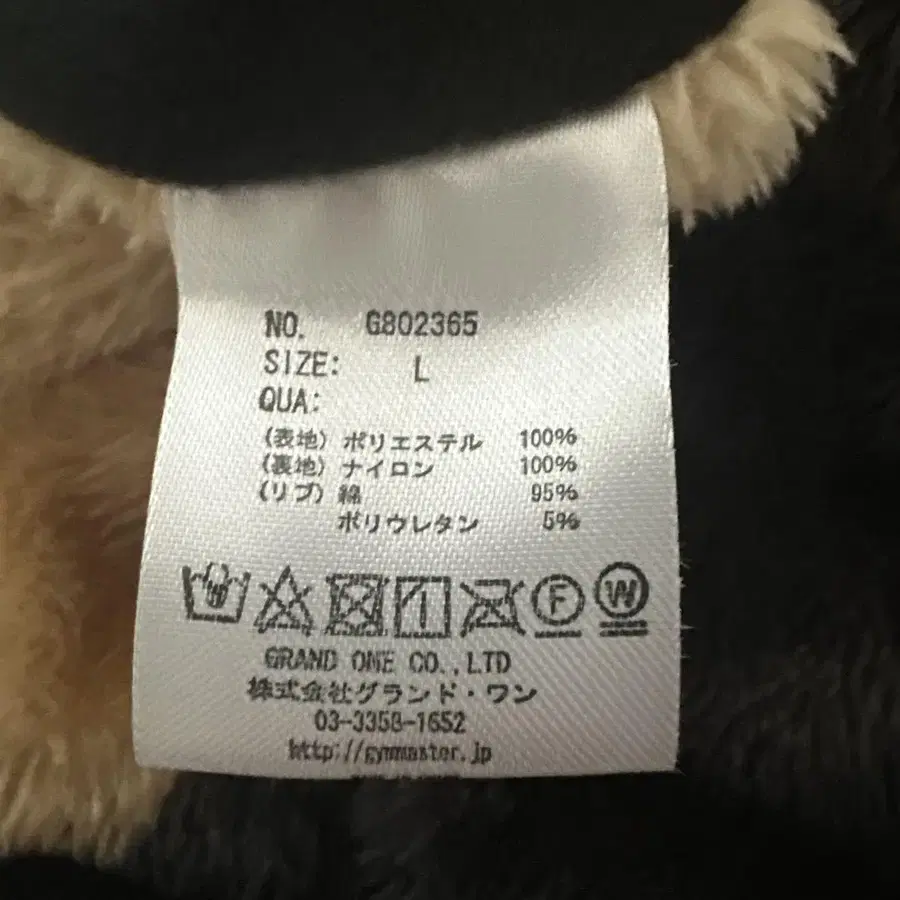 NO. G802365
SIZE: L
QUA:
(表地) ポリエステル 100%
(裏地) ナイロン 100%
(リブ) 綿 95%
ポリウレタン 5%
F W
GRAND ONE CO.,LTD
株式会社グランド・ワン
03-3358-1652
http://gymmaster.jp